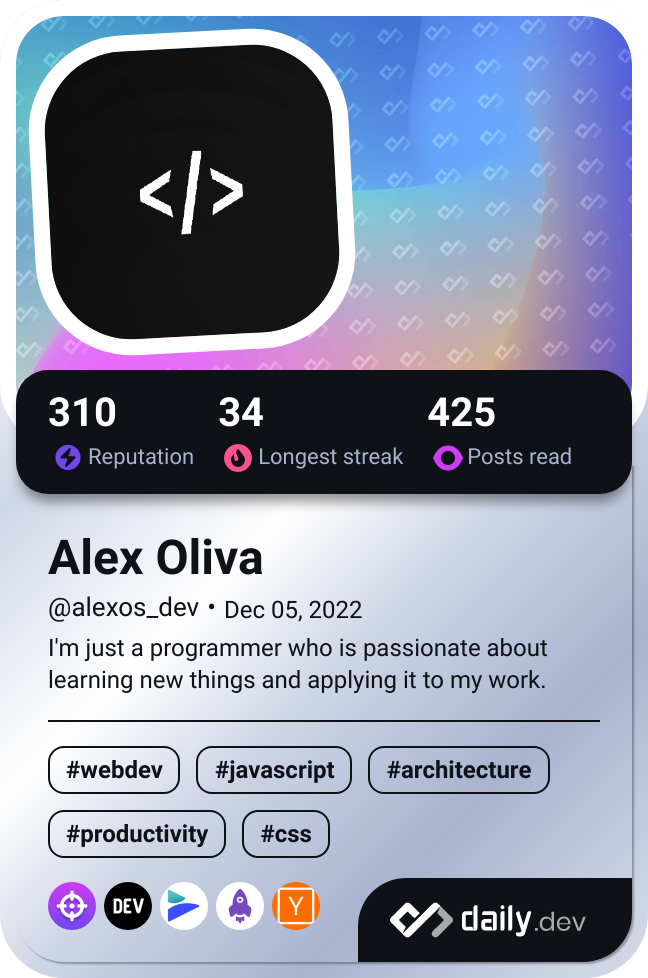 </>
310 34 425
Reputation Longest streak Posts read
Alex Oliva
@alexos_dev • Dec 05, 2022
I'm just a programmer who is passionate about
learning new things and applying it to my work.
#webdev #javascript #architecture
#productivity #css
DEV Y
daily.dev